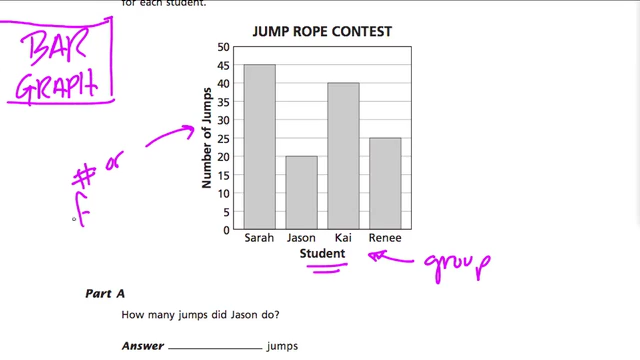 for each student.
BAR
GRAPH
JUMP ROPE CONTEST
50
45
40
35
30
25
20
15
10
5
0
Number of Jumps
# or
Sarah Jason Kai Renee
Student
group
Part A
How many jumps did Jason do?
Answer jumps